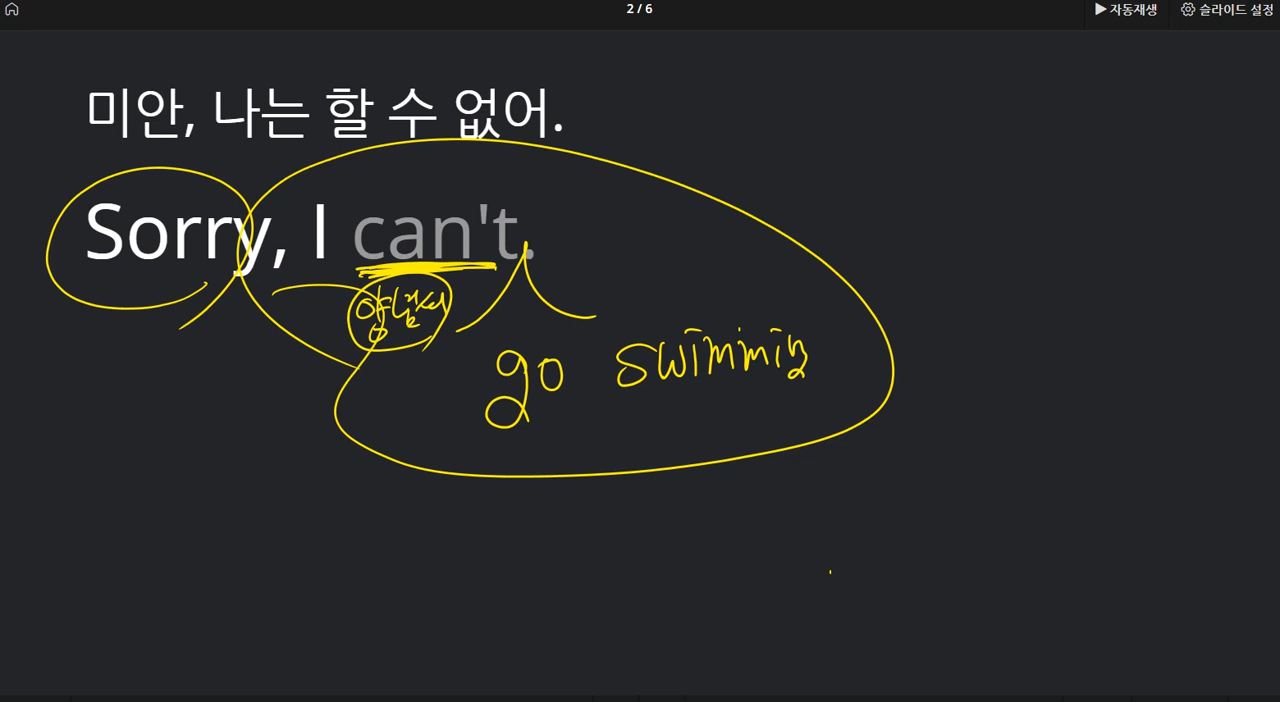 2 / 6
자동재생
슬라이드 설정
미안, 나는 할 수 없어.
Sorry, I can't.
go swimming